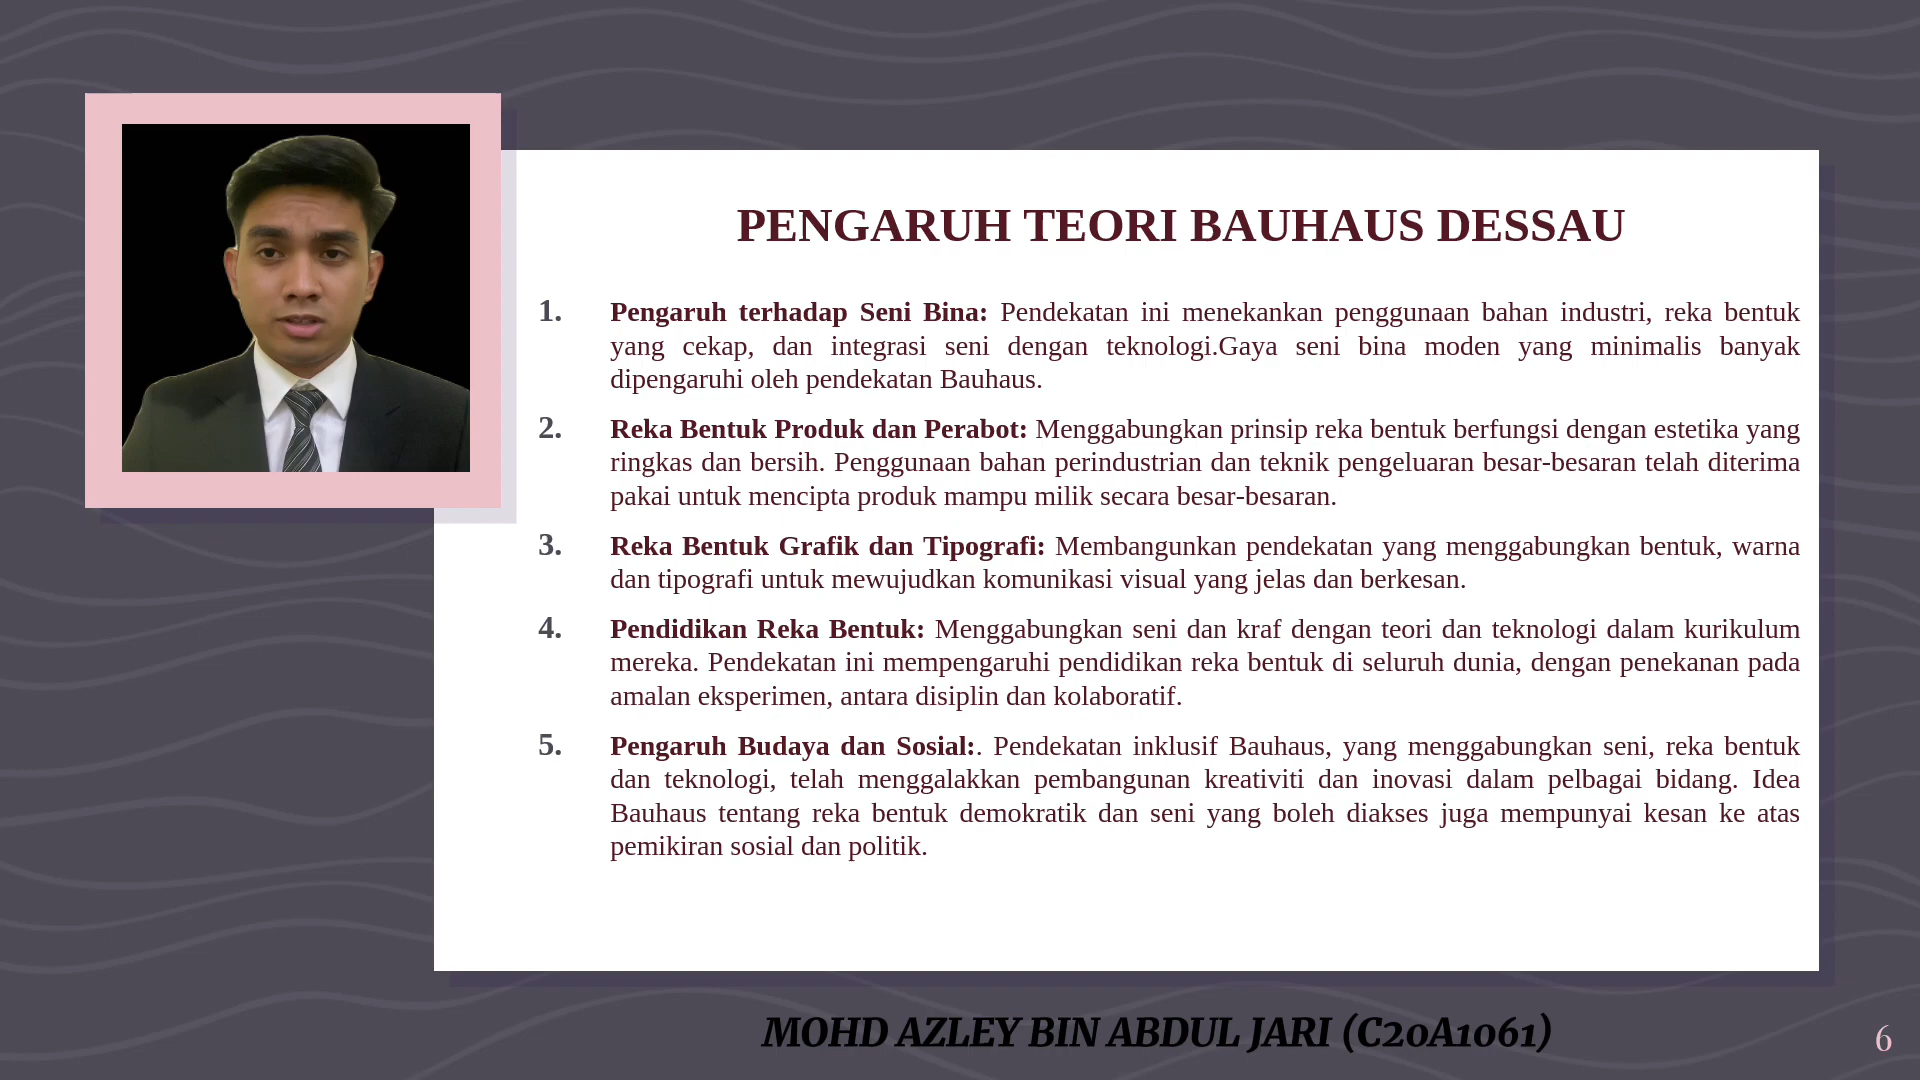 PENGARUH TEORI BAUHAUS DESSAU
1. Pengaruh terhadap Seni Bina: Pendekatan ini menekankan penggunaan bahan industri, reka bentuk
yang cekap, dan integrasi seni dengan teknologi.Gaya seni bina moden yang minimalis banyak
dipengaruhi oleh pendekatan Bauhaus.
2. Reka Bentuk Produk dan Perabot: Menggabungkan prinsip reka bentuk berfungsi dengan estetika yang
ringkas dan bersih. Penggunaan bahan perindustrian dan teknik pengeluaran besar-besaran telah diterima
pakai untuk mencipta produk mampu milik secara besar-besaran.
3. Reka Bentuk Grafik dan Tipografi: Membangunkan pendekatan yang menggabungkan bentuk, warna
dan tipografi untuk mewujudkan komunikasi visual yang jelas dan berkesan.
4. Pendidikan Reka Bentuk: Menggabungkan seni dan kraf dengan teori dan teknologi dalam kurikulum
mereka. Pendekatan ini mempengaruhi pendidikan reka bentuk di seluruh dunia, dengan penekanan pada
amalan eksperimen, antara disiplin dan kolaboratif.
5. Pengaruh Budaya dan Sosial:. Pendekatan inklusif Bauhaus, yang menggabungkan seni, reka bentuk
dan teknologi, telah menggalakkan pembangunan kreativiti dan inovasi dalam pelbagai bidang. Idea
Bauhaus tentang reka bentuk demokratik dan seni yang boleh diakses juga mempunyai kesan ke atas
pemikiran sosial dan politik.
MOHD AZLEY BIN ABDUL JARI (C20A1061)
6